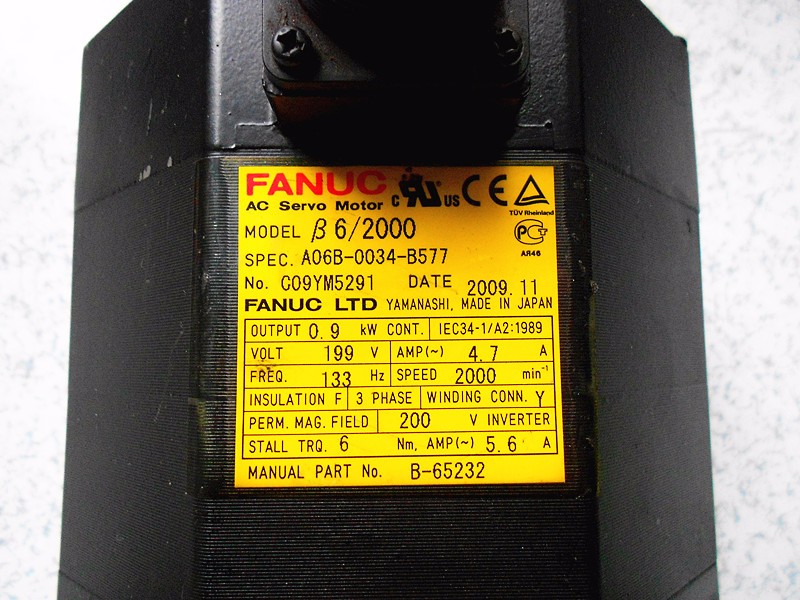 FANUC
AC Servo Motor
c RU US CE
TÜV Rheinland
PCT
AR46
MODEL β 6/2000
SPEC. A06B-0034-B577
No. C09YM5291 DATE 2009.11
FANUC LTD YAMANASHI, MADE IN JAPAN
OUTPUT 0.9 kW CONT. IEC34-1/A2:1989
VOLT 199 V AMP(~) 4.7 A
FREQ. 133 Hz SPEED 2000 min⁻¹
INSULATION F 3 PHASE WINDING CONN. Y
PERM. MAG. FIELD 200 V INVERTER
STALL TRQ. 6 Nm, AMP(~) 5.6 A
MANUAL PART No. B-65232